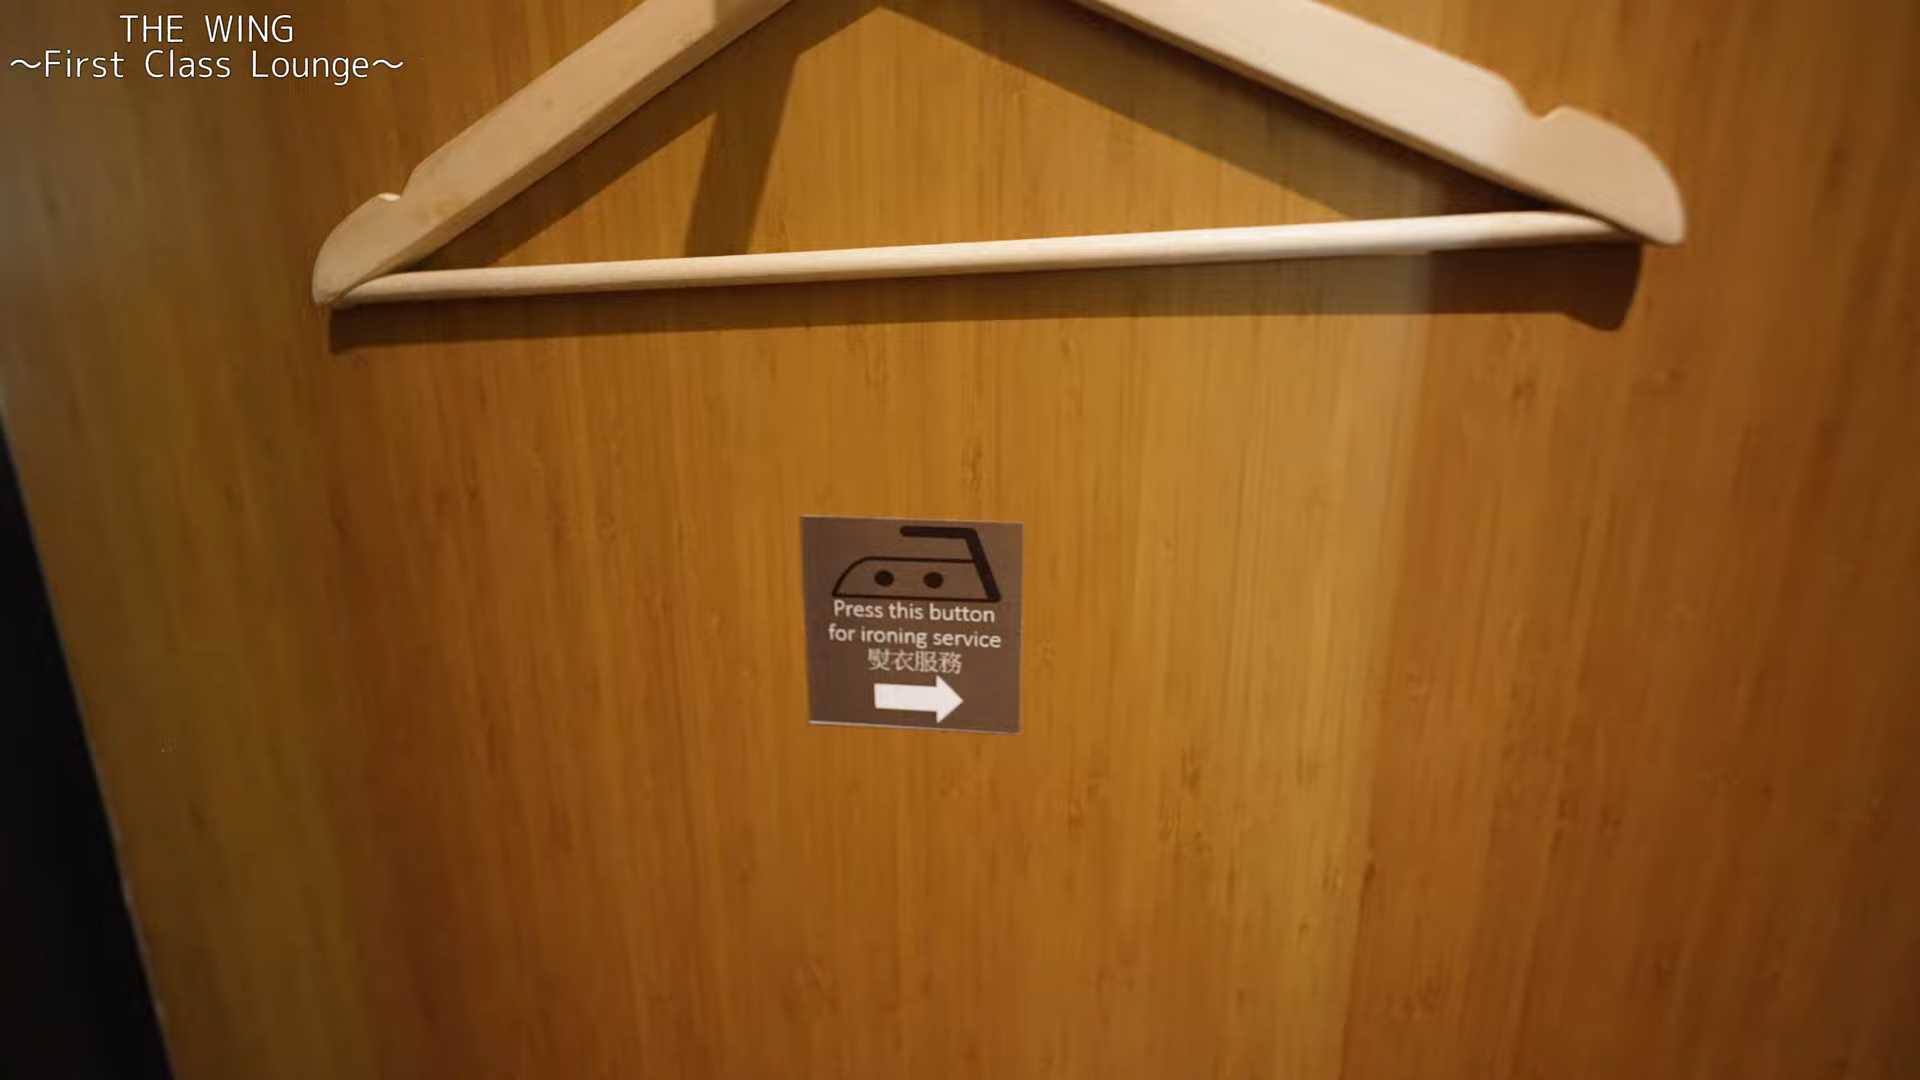 THE WING
～First Class Lounge～
Press this button
for ironing service
熨衣服務